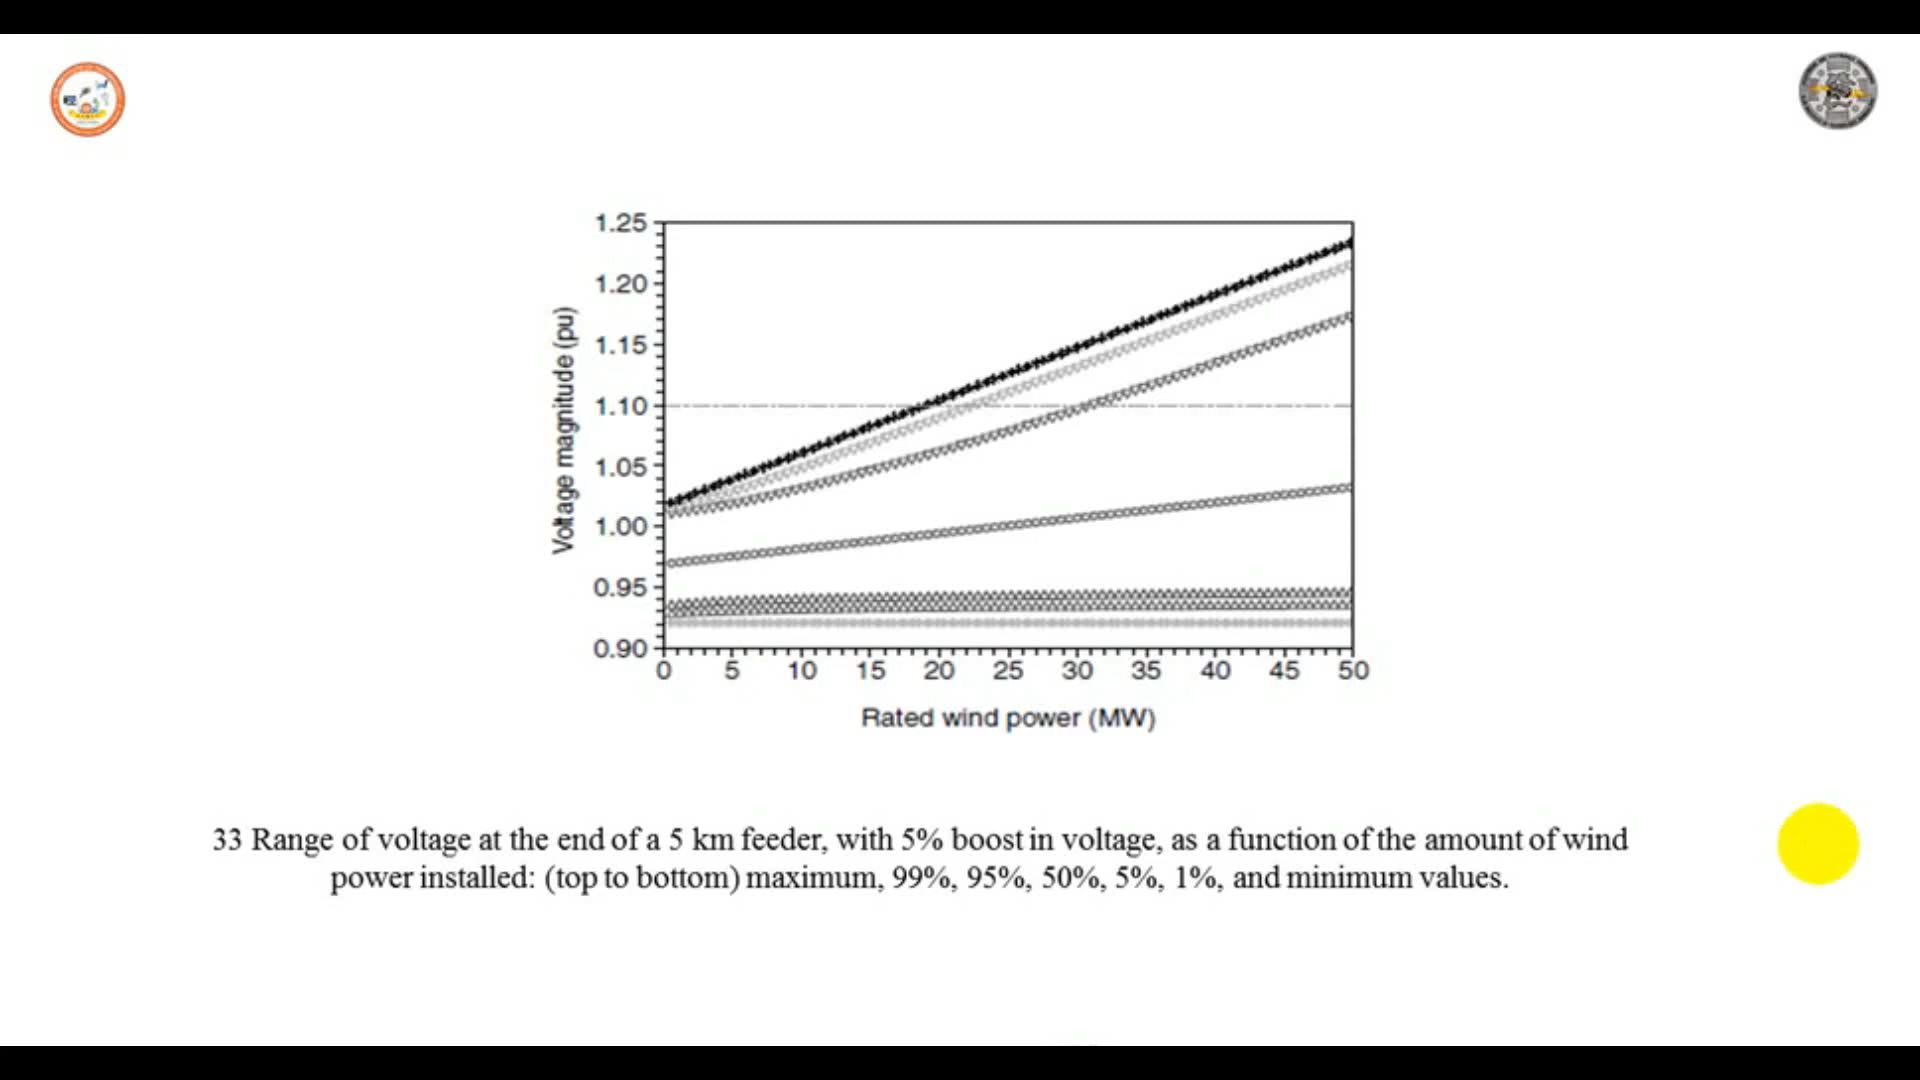 1.25
1.20
1.15
1.10
1.05
1.00
0.95
0.90
Voltage magnitude (pu)
0 5 10 15 20 25 30 35 40 45 50
Rated wind power (MW)
33 Range of voltage at the end of a 5 km feeder, with 5% boost in voltage, as a function of the amount of wind
power installed: (top to bottom) maximum, 99%, 95%, 50%, 5%, 1%, and minimum values.